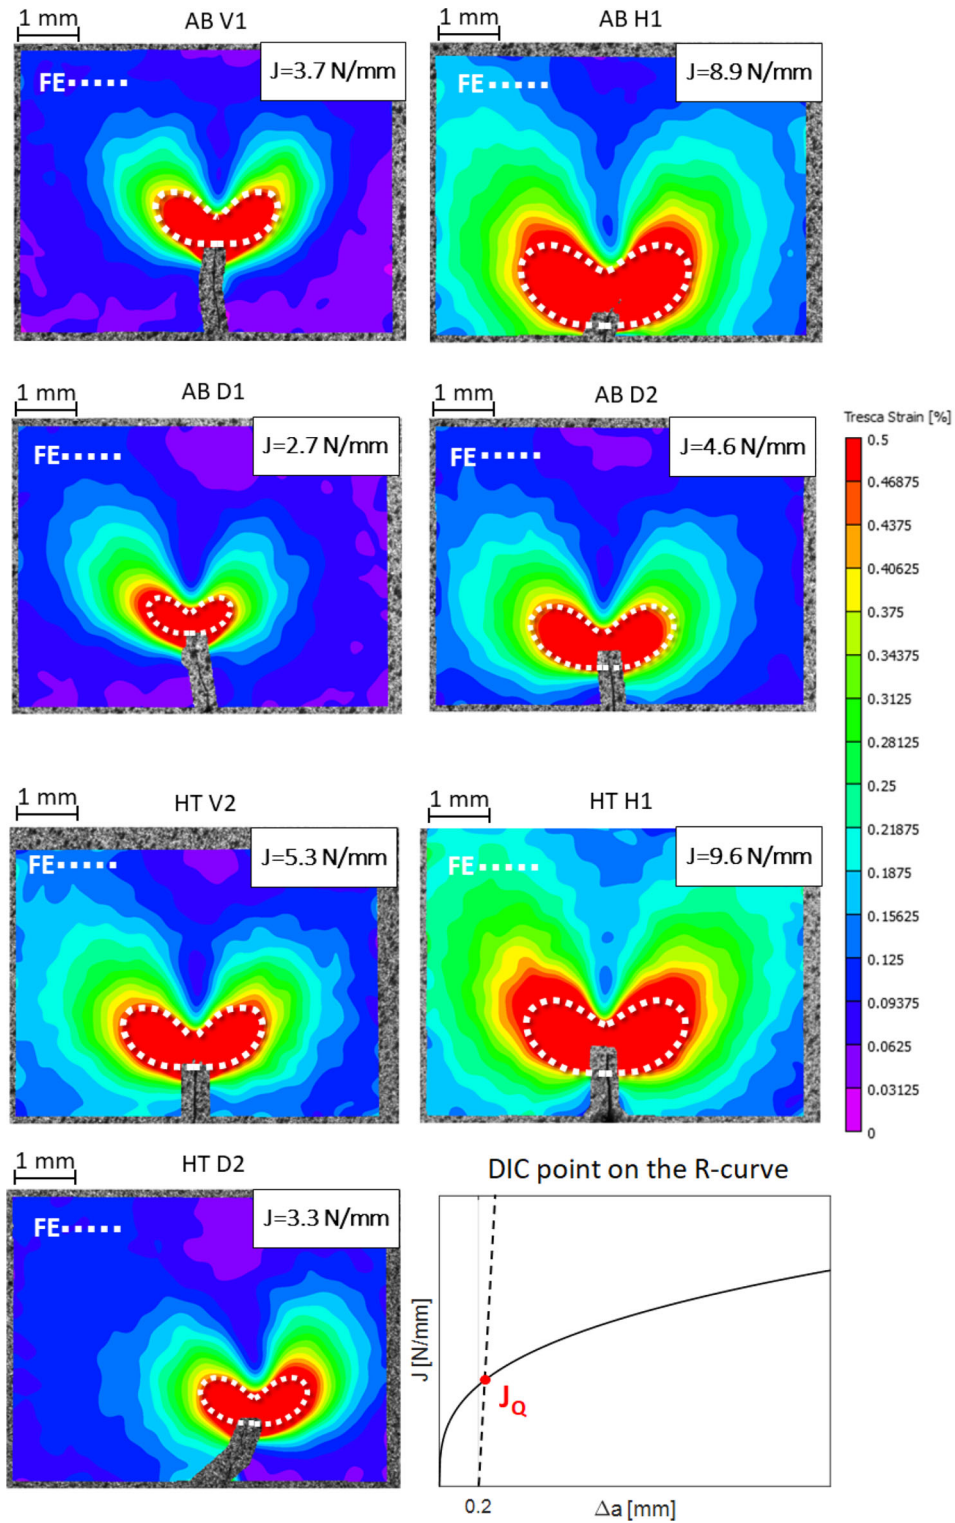 1 mm
AB V1
FE
J=3.7 N/mm
1 mm
AB H1
FE
J=8.9 N/mm
1 mm
AB D1
FE
J=2.7 N/mm
1 mm
AB D2
FE
J=4.6 N/mm
Tresca Strain [%]
0.5
0.46875
0.4375
0.40625
0.375
0.34375
0.3125
0.28125
0.25
0.21875
0.1875
0.15625
0.125
0.09375
0.0625
0.03125
0
1 mm
HT V2
FE
J=5.3 N/mm
1 mm
HT H1
FE
J=9.6 N/mm
1 mm
HT D2
FE
J=3.3 N/mm
DIC point on the R-curve
J [N/mm]
JQ
0.2
Δa [mm]